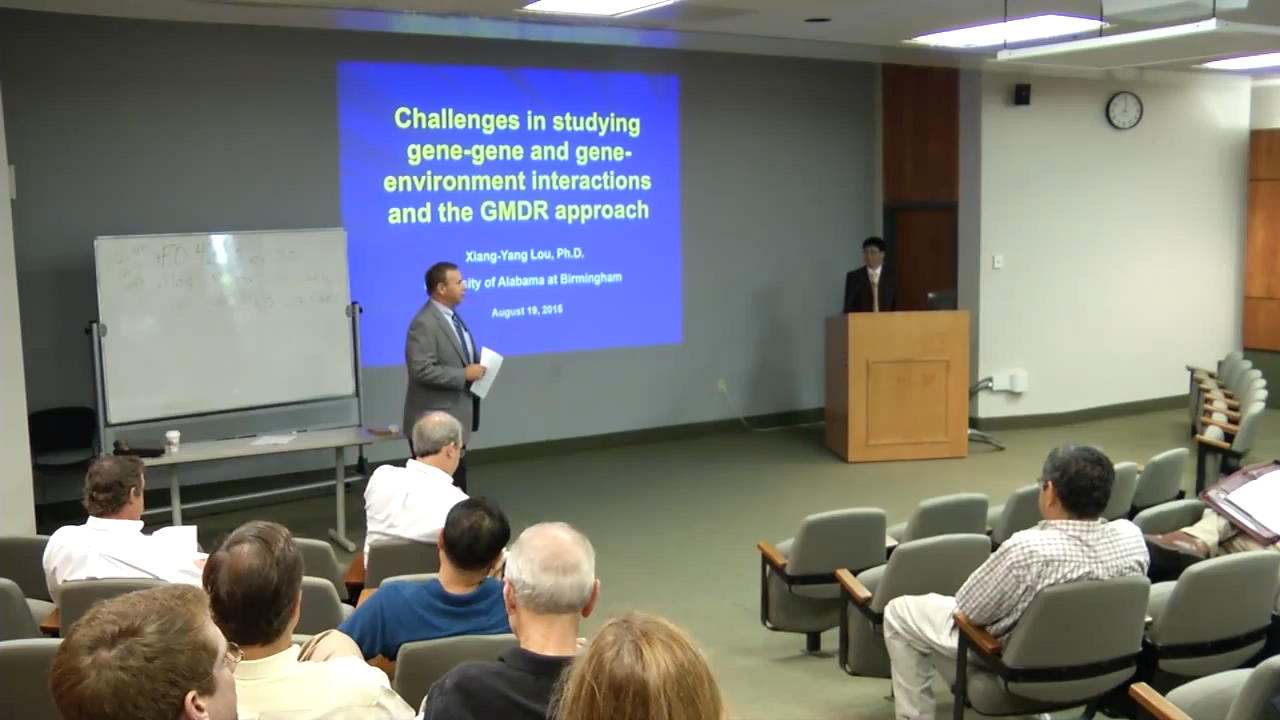 Challenges in studying
gene-gene and gene-
environment interactions
and the GMDR approach
Xiang-Yang Lou, Ph.D.
of Alabama at Birmingham
August 19, 2015